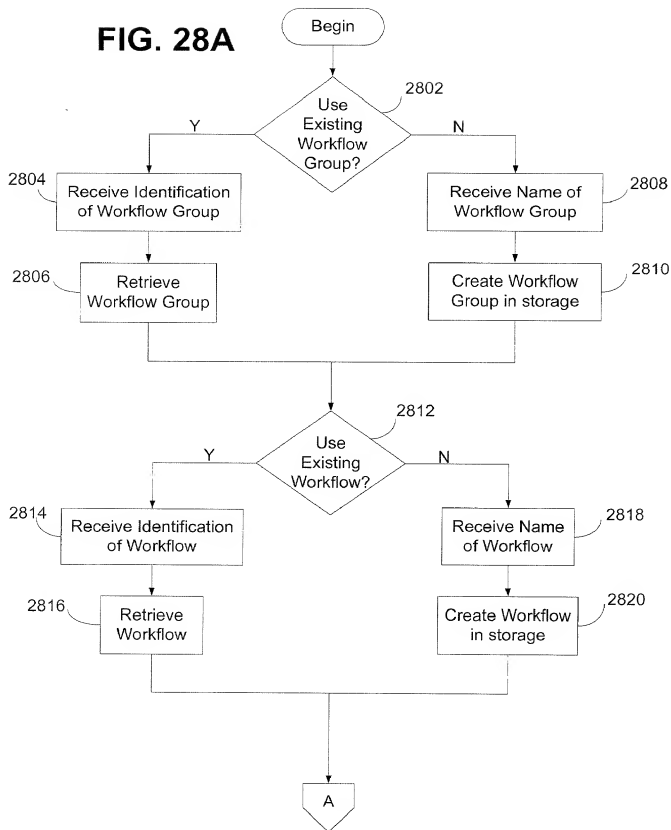 FIG. 28A
Begin
2802
Use
Existing
Workflow
Group?
Y
N
2804
Receive Identification
of Workflow Group
Receive Name of
Workflow Group
2808
2806
Retrieve
Workflow Group
Create Workflow
Group in storage
2810
2812
Use
Existing
Workflow?
Y
N
2814
Receive Identification
of Workflow
Receive Name
of Workflow
2818
2816
Retrieve
Workflow
Create Workflow
in storage
2820
A